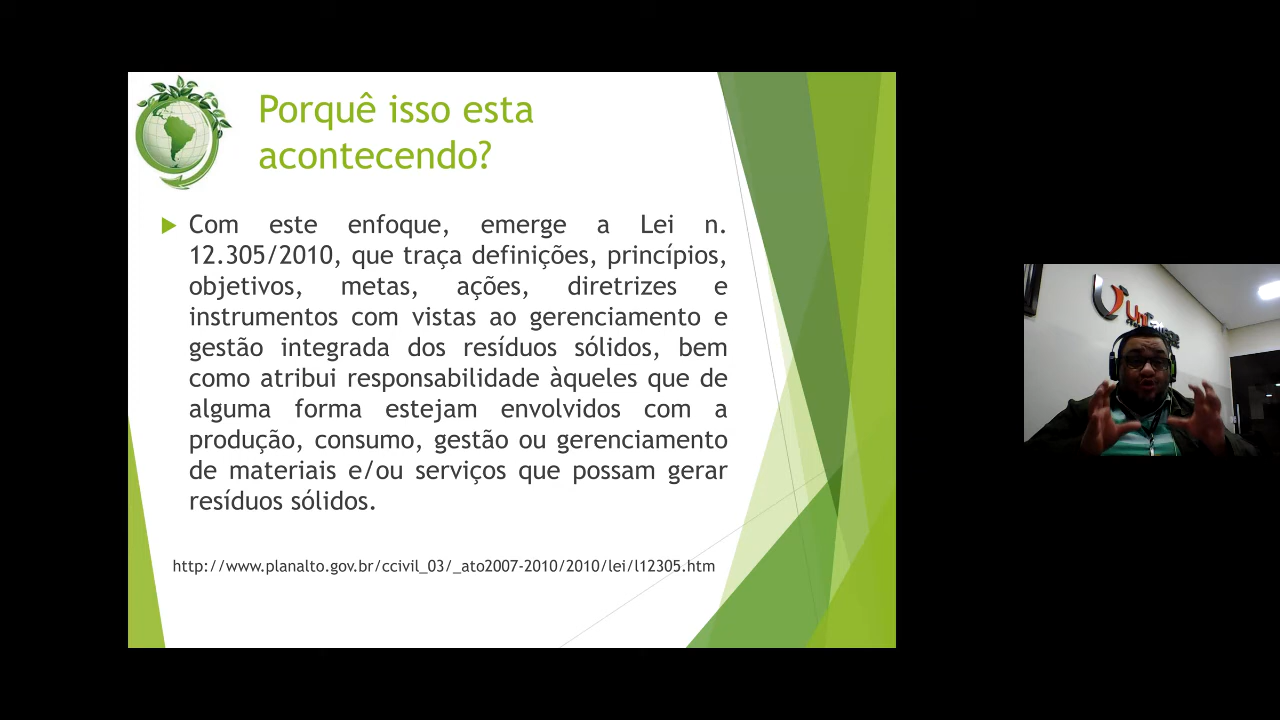 Porquê isso esta
acontecendo?
Com este enfoque, emerge a Lei n.
12.305/2010, que traça definições, princípios,
objetivos, metas, ações, diretrizes e
instrumentos com vistas ao gerenciamento e
gestão integrada dos resíduos sólidos, bem
como atribui responsabilidade àqueles que de
alguma forma estejam envolvidos com a
produção, consumo, gestão ou gerenciamento
de materiais e/ou serviços que possam gerar
resíduos sólidos.
http://www.planalto.gov.br/ccivil_03/_ato2007-2010/2010/lei/l12305.htm